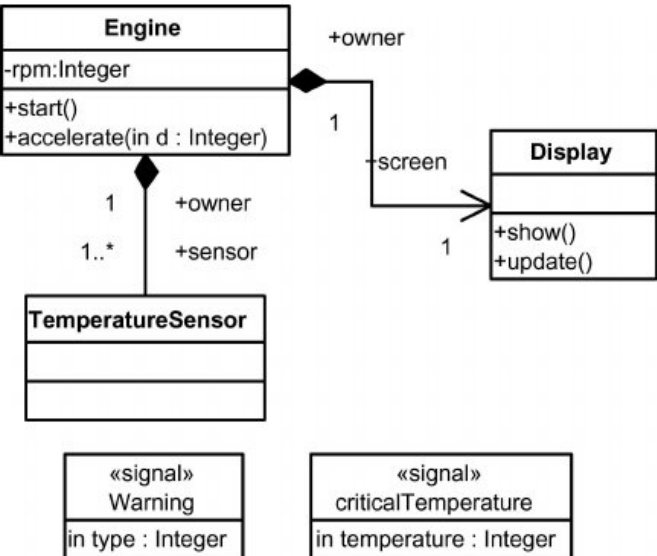 Engine
-rpm:Integer
+start()
+accelerate(in d : Integer)
+owner
1
+screen
1
Display
+show()
+update()
1
+owner
1..*
+sensor
TemperatureSensor
«signal»
Warning
in type : Integer
«signal»
criticalTemperature
in temperature : Integer